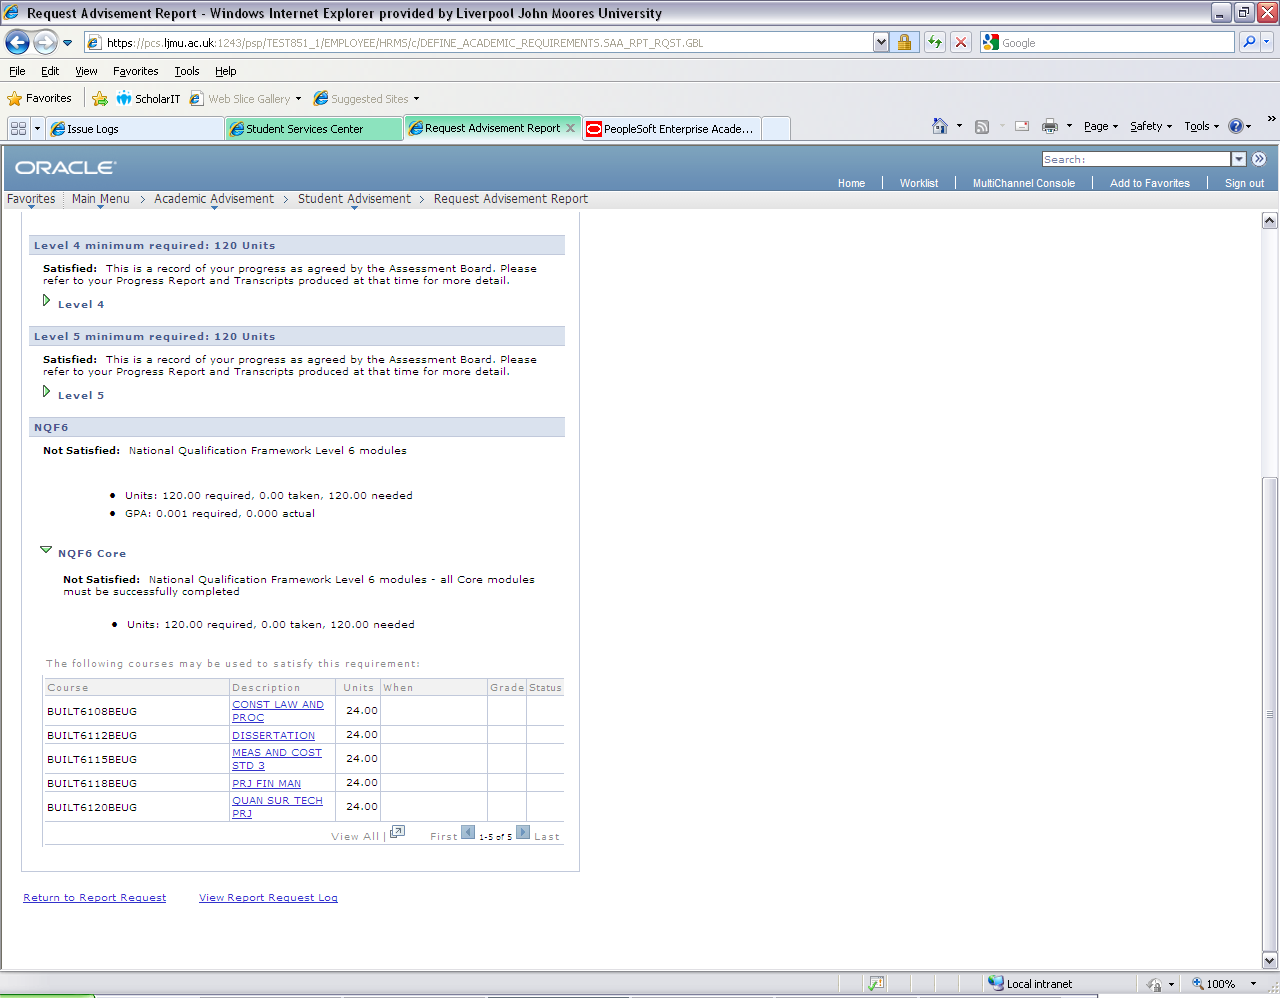 Request Advisement Report - Windows Internet Explorer provided by Liverpool John Moores University
https://pcs.ljmu.ac.uk:1243/psp/TEST851_1/EMPLOYEE/HRMS/c/DEFINE_ACADEMIC_REQUIREMENTS.SAA_RPT_RQST.GBL
Google
File Edit View Favorites Tools Help
Favorites ScholarIT Web Slice Gallery Suggested Sites
Issue Logs Student Services Center Request Advisement Report PeopleSoft Enterprise Acade... Page Safety Tools
ORACLE
Search:
Home Worklist MultiChannel Console Add to Favorites Sign out
Favorites Main Menu > Academic Advisement > Student Advisement > Request Advisement Report
Level 4 minimum required: 120 Units
Satisfied: This is a record of your progress as agreed by the Assessment Board. Please
refer to your Progress Report and Transcripts produced at that time for more detail.
Level 4
Level 5 minimum required: 120 Units
Satisfied: This is a record of your progress as agreed by the Assessment Board. Please
refer to your Progress Report and Transcripts produced at that time for more detail.
Level 5
NQF6
Not Satisfied: National Qualification Framework Level 6 modules
• Units: 120.00 required, 0.00 taken, 120.00 needed
• GPA: 0.001 required, 0.000 actual
NQF6 Core
Not Satisfied: National Qualification Framework Level 6 modules - all Core modules
must be successfully completed
• Units: 120.00 required, 0.00 taken, 120.00 needed
The following courses may be used to satisfy this requirement:
Course Description Units When Grade Status
BUILT6108BEUG CONST LAW AND PROC 24.00
BUILT6112BEUG DISSERTATION 24.00
BUILT6115BEUG MEAS AND COST STD 3 24.00
BUILT6118BEUG PRJ FIN MAN 24.00
BUILT6120BEUG QUAN SUR TECH PRJ 24.00
View All | First 1-5 of 5 Last
Return to Report Request View Report Request Log
Local intranet 100%